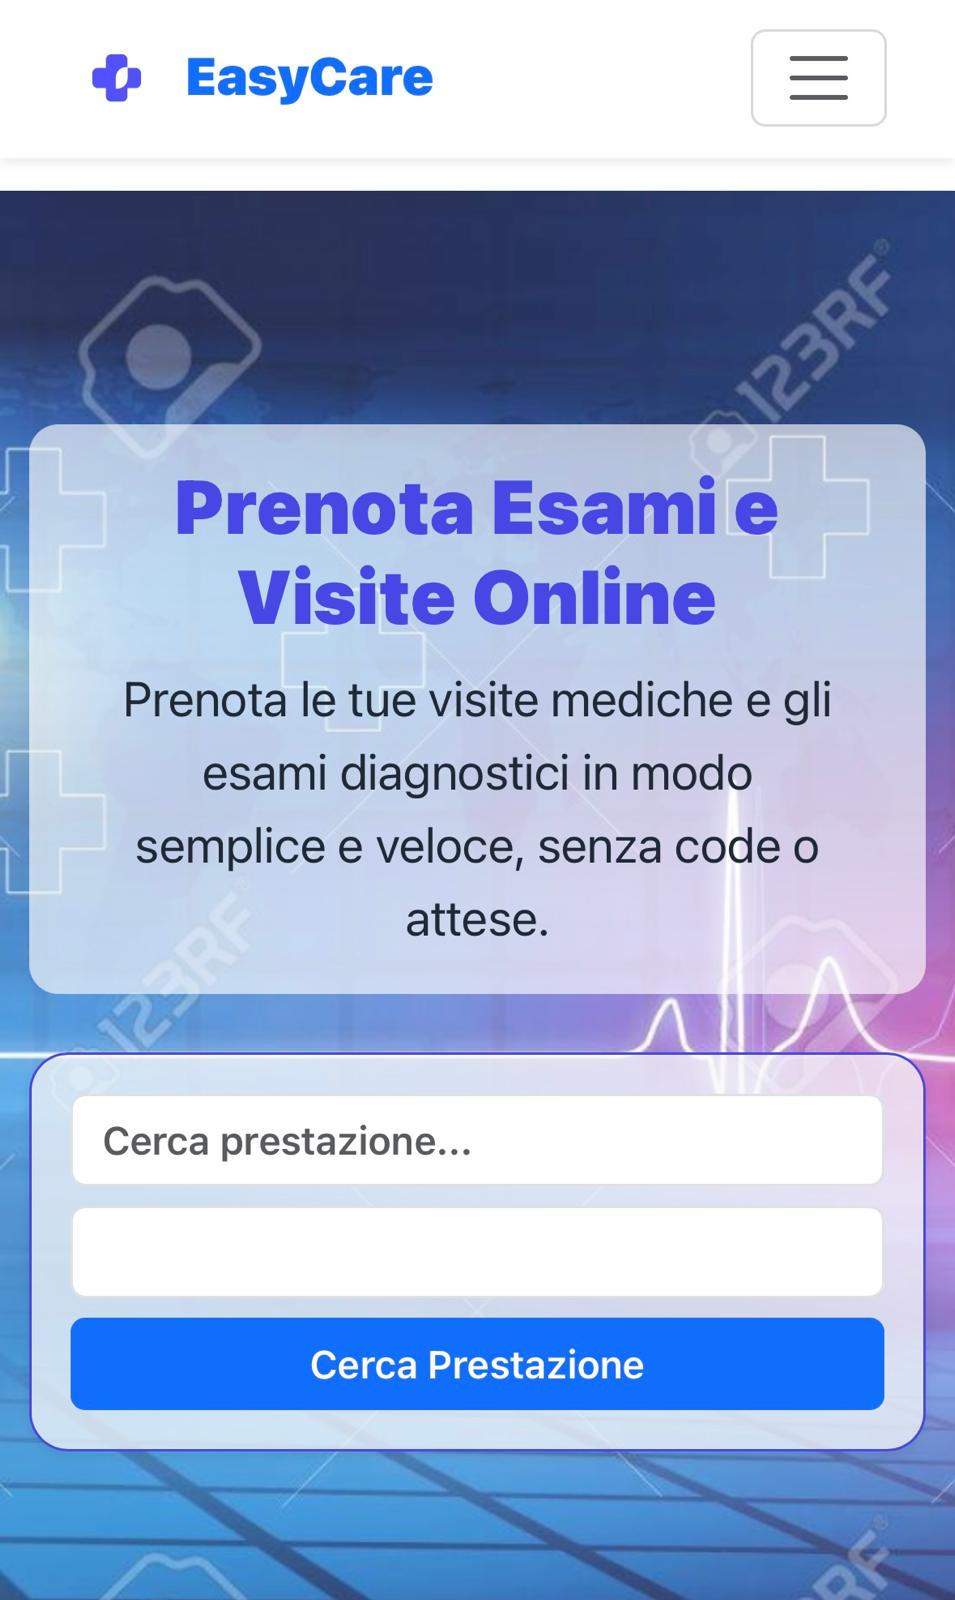 EasyCare
123RF®
Prenota Esami e
Visite Online
Prenota le tue visite mediche e gli
esami diagnostici in modo
semplice e veloce, senza code o
attese.
123RF®
Cerca prestazione...
Cerca Prestazione
RF®